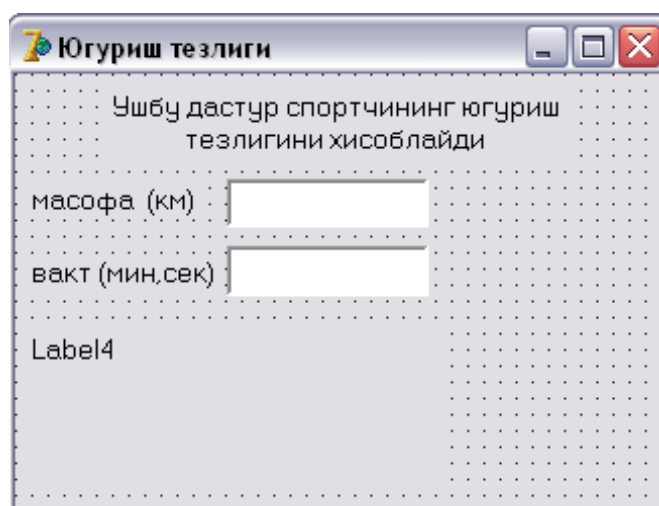 Югуриш тезлиги
Ушбу дастур спортчининг югуриш
тезлигини хисоблайди
масофа (км)
вакт (мин,сек)
Label4